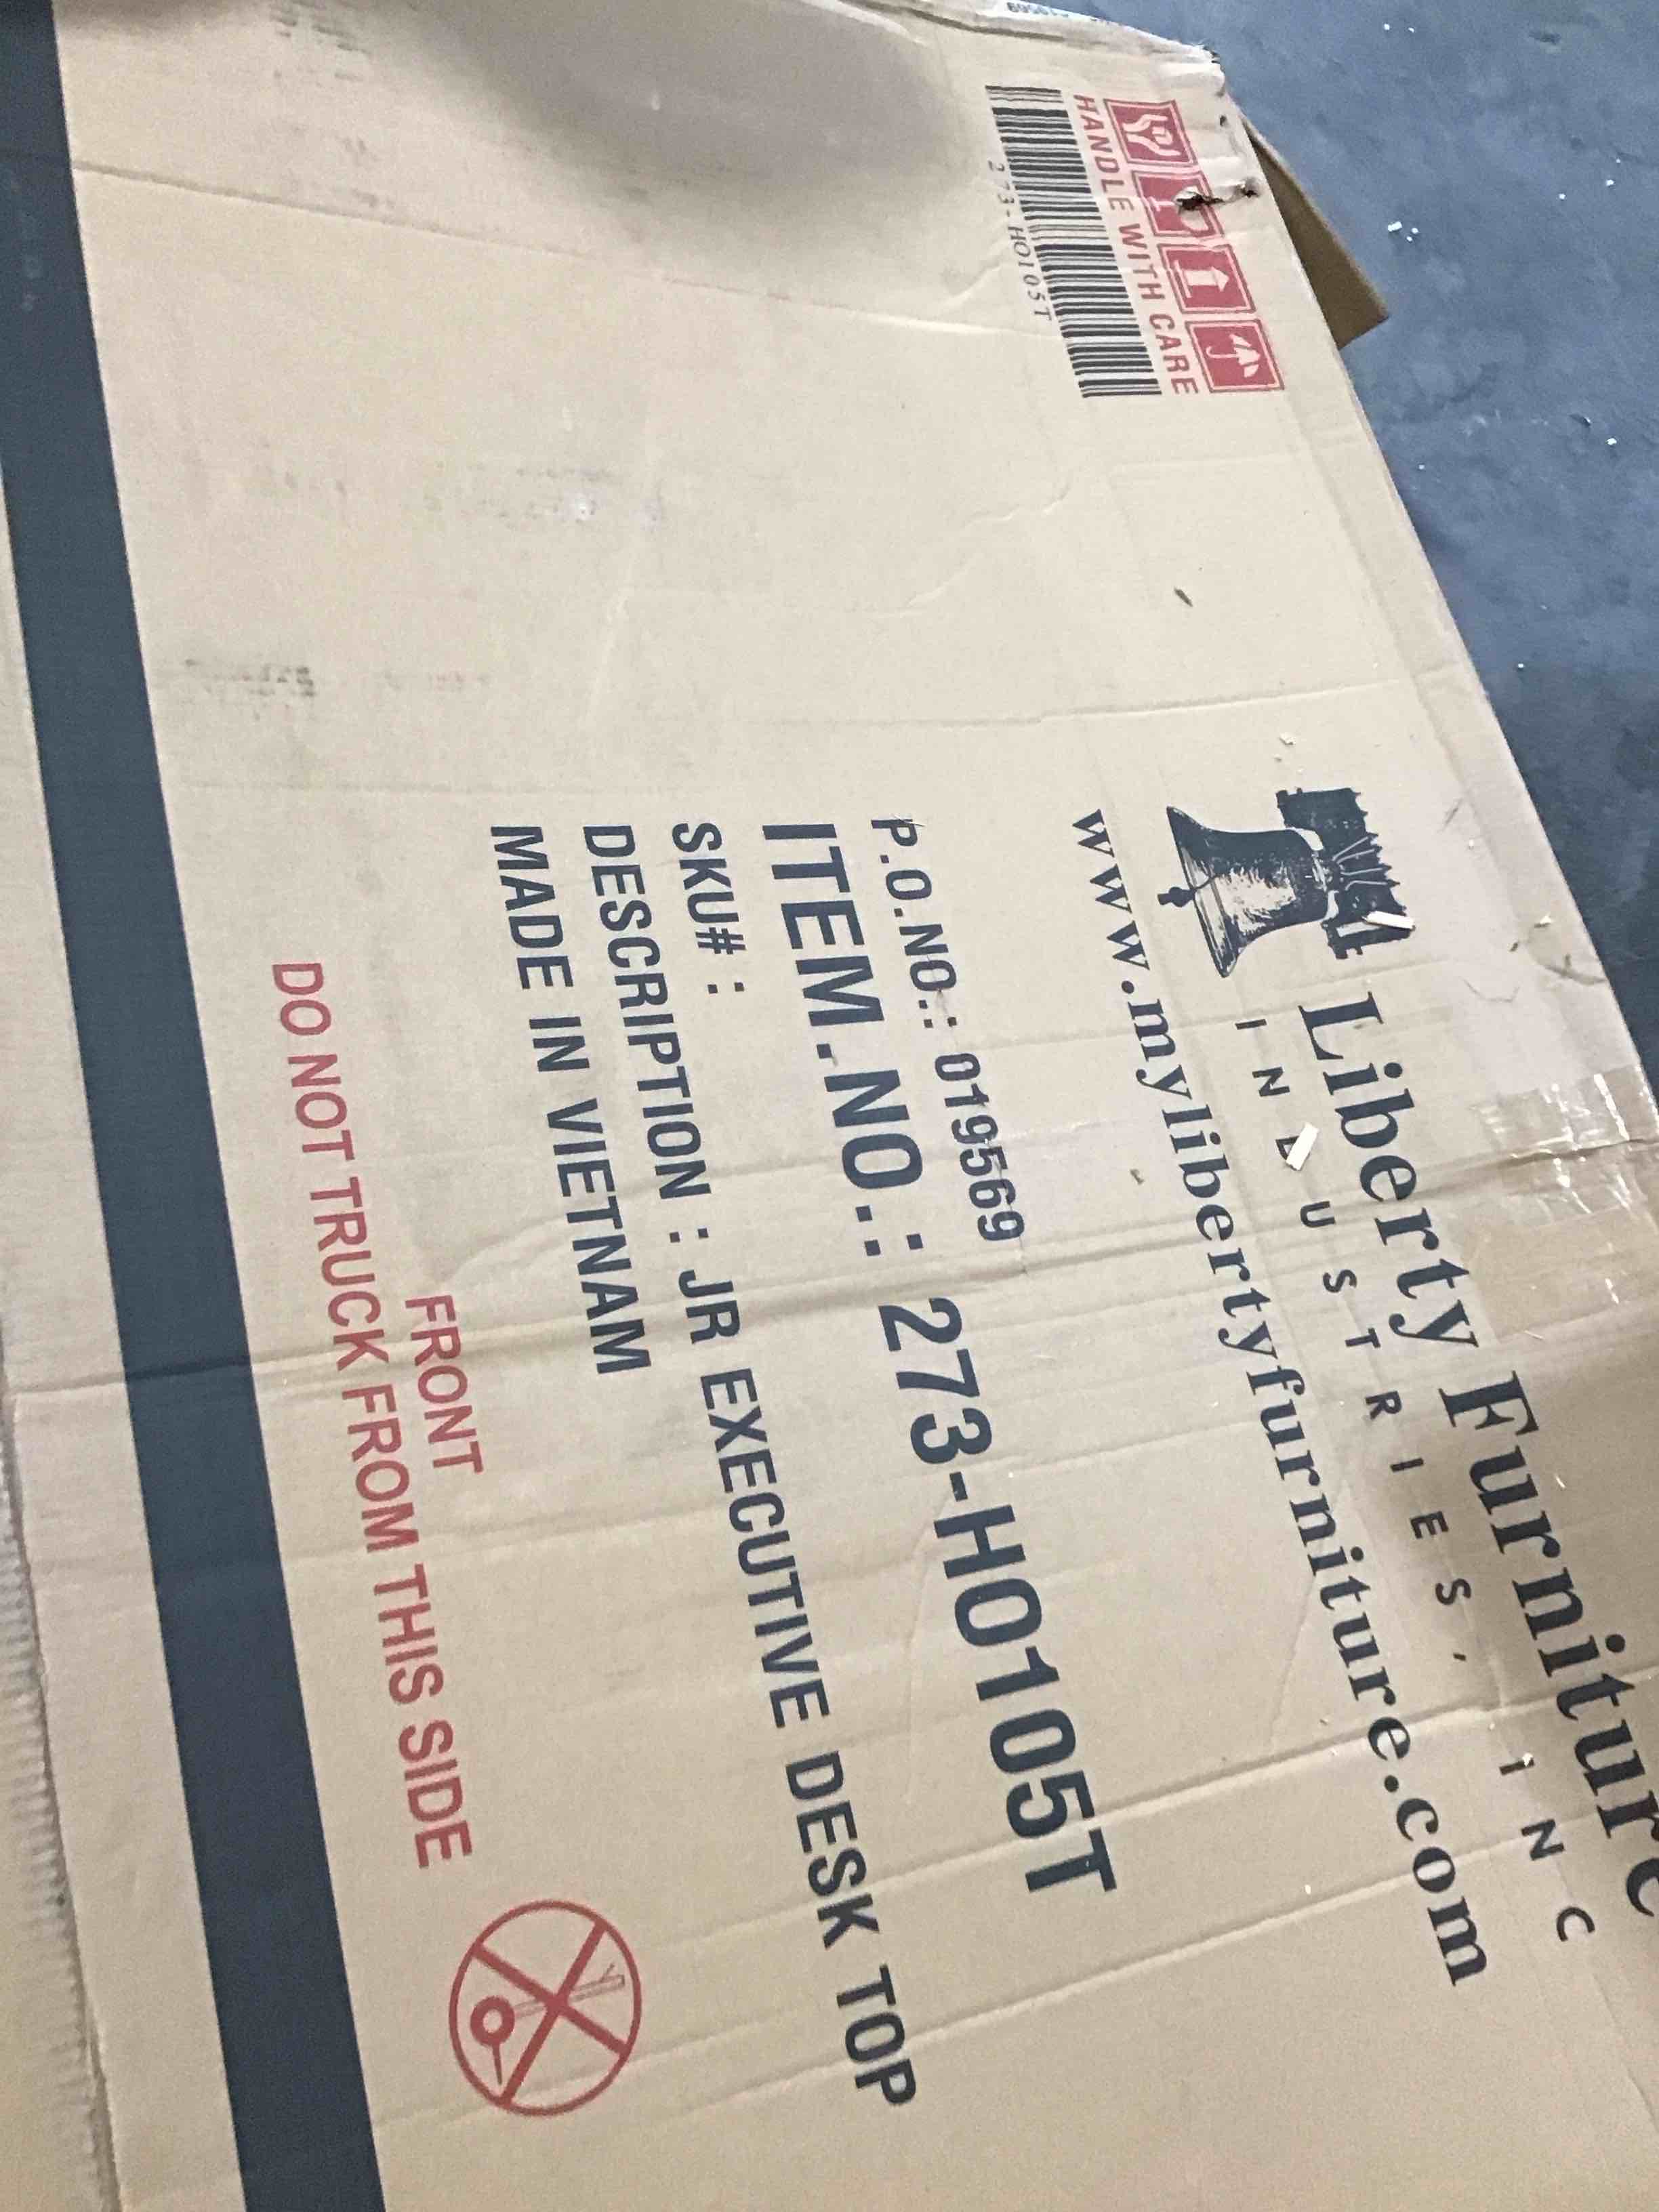 Liberty Furniture
INDUSTRIES, INC
www.mylibertyfurniture.com
P.O.NO.: 019569
ITEM.NO.: 273-HO105T
SKU# :
DESCRIPTION : JR EXECUTIVE DESK TOP
MADE IN VIETNAM
FRONT
DO NOT TRUCK FROM THIS SIDE
HANDLE WITH CARE
273-HO105T